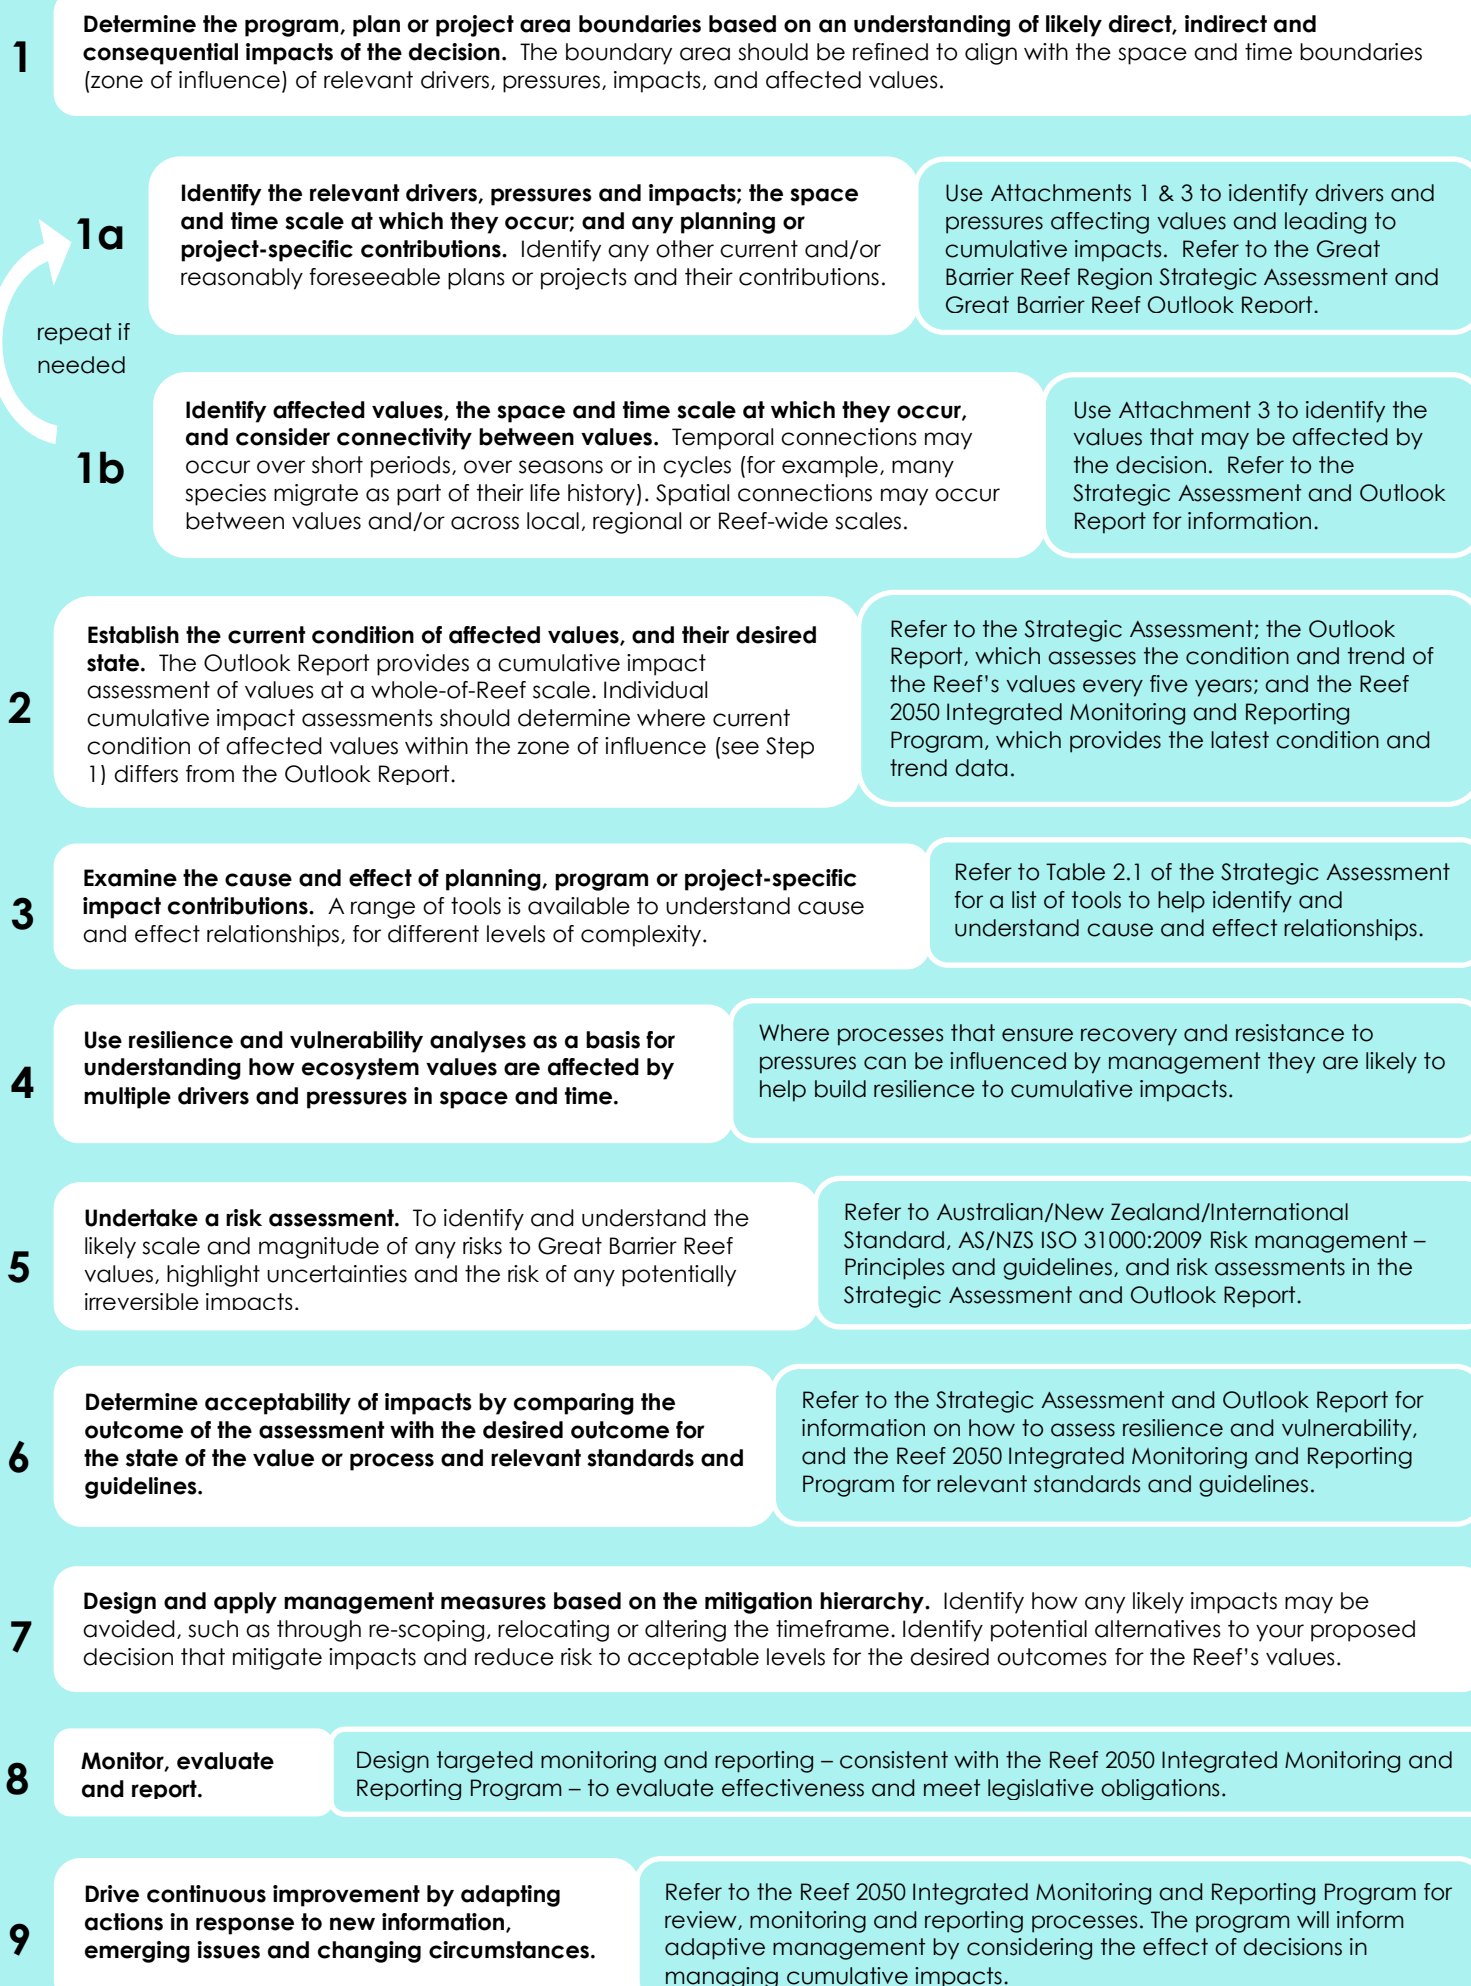 1
Determine the program, plan or project area boundaries based on an understanding of likely direct, indirect and
consequential impacts of the decision. The boundary area should be refined to align with the space and time boundaries
(zone of influence) of relevant drivers, pressures, impacts, and affected values.
1a
Identify the relevant drivers, pressures and impacts; the space
and time scale at which they occur; and any planning or
project-specific contributions. Identify any other current and/or
reasonably foreseeable plans or projects and their contributions.
Use Attachments 1 & 3 to identify drivers and
pressures affecting values and leading to
cumulative impacts. Refer to the Great
Barrier Reef Region Strategic Assessment and
Great Barrier Reef Outlook Report.
repeat if
needed
1b
Identify affected values, the space and time scale at which they occur,
and consider connectivity between values. Temporal connections may
occur over short periods, over seasons or in cycles (for example, many
species migrate as part of their life history). Spatial connections may occur
between values and/or across local, regional or Reef-wide scales.
Use Attachment 3 to identify the
values that may be affected by
the decision. Refer to the
Strategic Assessment and Outlook
Report for information.
2
Establish the current condition of affected values, and their desired
state. The Outlook Report provides a cumulative impact
assessment of values at a whole-of-Reef scale. Individual
cumulative impact assessments should determine where current
condition of affected values within the zone of influence (see Step
1) differs from the Outlook Report.
Refer to the Strategic Assessment; the Outlook
Report, which assesses the condition and trend of
the Reef's values every five years; and the Reef
2050 Integrated Monitoring and Reporting
Program, which provides the latest condition and
trend data.
3
Examine the cause and effect of planning, program or project-specific
impact contributions. A range of tools is available to understand cause
and effect relationships, for different levels of complexity.
Refer to Table 2.1 of the Strategic Assessment
for a list of tools to help identify and
understand cause and effect relationships.
4
Use resilience and vulnerability analyses as a basis for
understanding how ecosystem values are affected by
multiple drivers and pressures in space and time.
Where processes that ensure recovery and resistance to
pressures can be influenced by management they are likely to
help build resilience to cumulative impacts.
5
Undertake a risk assessment. To identify and understand the
likely scale and magnitude of any risks to Great Barrier Reef
values, highlight uncertainties and the risk of any potentially
irreversible impacts.
Refer to Australian/New Zealand/International
Standard, AS/NZS ISO 31000:2009 Risk management –
Principles and guidelines, and risk assessments in the
Strategic Assessment and Outlook Report.
6
Determine acceptability of impacts by comparing the
outcome of the assessment with the desired outcome for
the state of the value or process and relevant standards and
guidelines.
Refer to the Strategic Assessment and Outlook Report for
information on how to assess resilience and vulnerability,
and the Reef 2050 Integrated Monitoring and Reporting
Program for relevant standards and guidelines.
7
Design and apply management measures based on the mitigation hierarchy. Identify how any likely impacts may be
avoided, such as through re-scoping, relocating or altering the timeframe. Identify potential alternatives to your proposed
decision that mitigate impacts and reduce risk to acceptable levels for the desired outcomes for the Reef's values.
8
Monitor, evaluate
and report.
Design targeted monitoring and reporting – consistent with the Reef 2050 Integrated Monitoring and
Reporting Program – to evaluate effectiveness and meet legislative obligations.
9
Drive continuous improvement by adapting
actions in response to new information,
emerging issues and changing circumstances.
Refer to the Reef 2050 Integrated Monitoring and Reporting Program for
review, monitoring and reporting processes. The program will inform
adaptive management by considering the effect of decisions in
managing cumulative impacts.